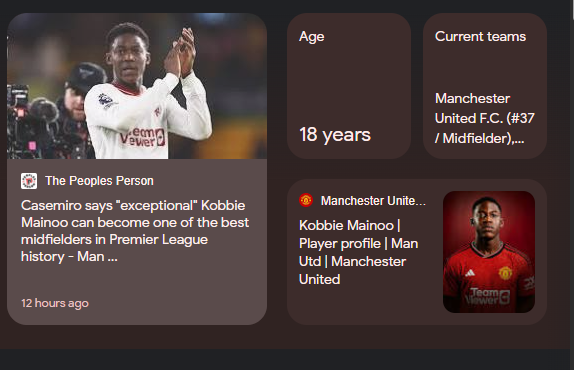 Age
18 years
Current teams
Manchester
United F.C. (#37
/ Midfielder),...
TeamViewer
The Peoples Person
Casemiro says "exceptional" Kobbie
Mainoo can become one of the best
midfielders in Premier League
history - Man ...
12 hours ago
Manchester Unite...
Kobbie Mainoo |
Player profile | Man
Utd | Manchester
United
TeamViewer